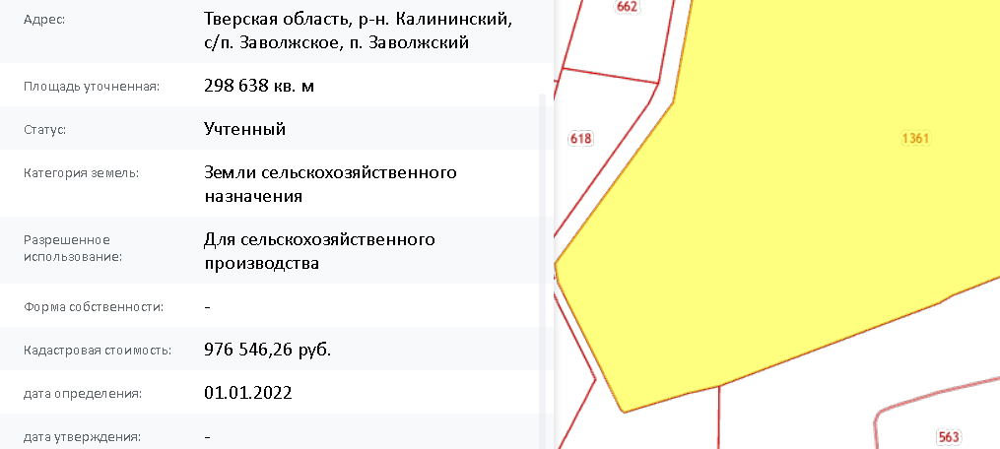 Адрес:
Тверская область, р-н. Калининский,
с/п. Заволжское, п. Заволжский
Площадь уточненная:
298 638 кв. м
Статус:
Учтенный
Категория земель:
Земли сельскохозяйственного
назначения
Разрешенное
использование:
Для сельскохозяйственного
производства
Форма собственности:
-
Кадастровая стоимость:
976 546,26 руб.
дата определения:
01.01.2022
дата утверждения:
-
662
618
1361
563